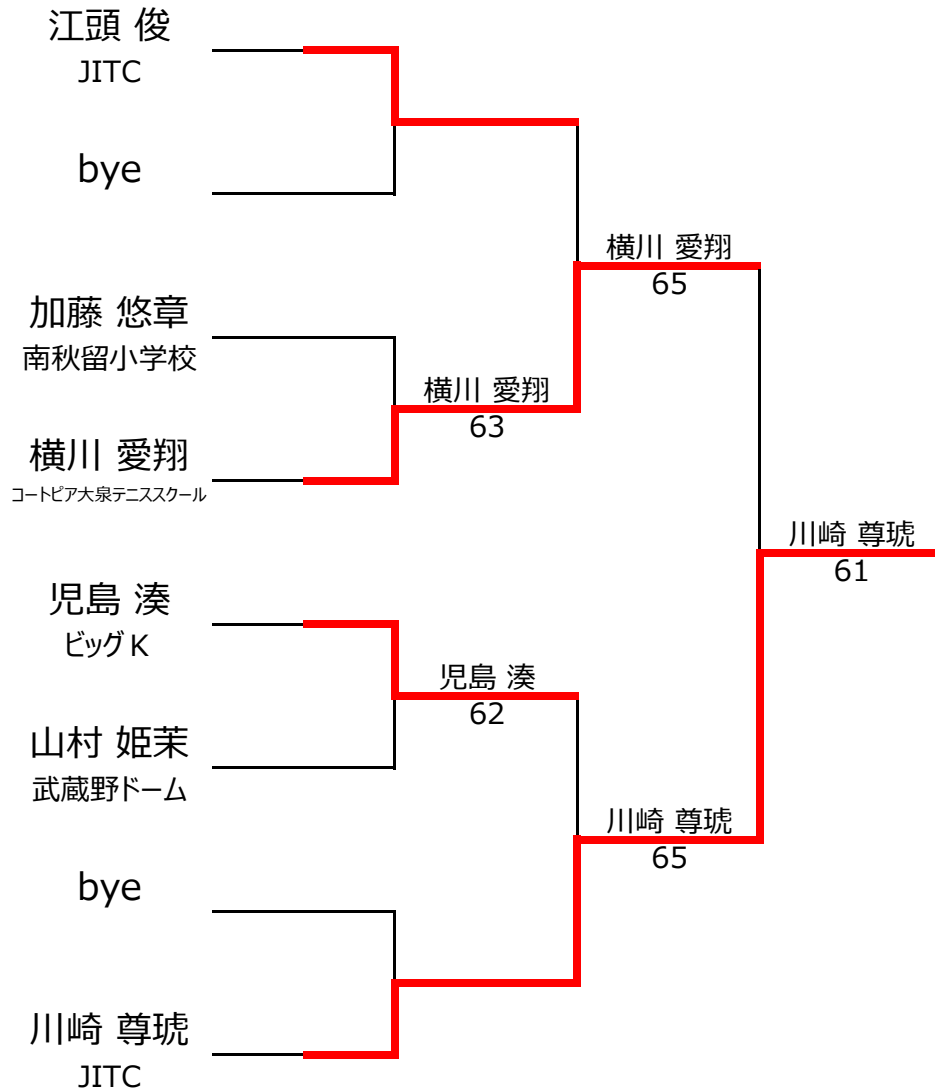 江頭 俊
JITC
bye
横川 愛翔
65
加藤 悠章
南秋留小学校
横川 愛翔
63
横川 愛翔
コートピア大泉テニススクール
川崎 尊琥
61
児島 湊
ビッグK
児島 湊
62
山村 姫茉
武蔵野ドーム
川崎 尊琥
65
bye
川崎 尊琥
JITC